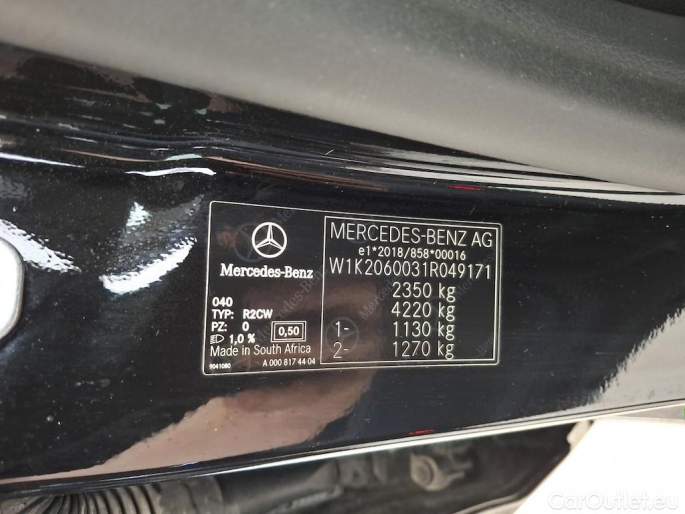 Mercedes-Benz
040
TYP: R2CW
PZ: 0
1,0 % 0,50
Made in South Africa
9041080 A 000 817 44 04
MERCEDES-BENZ AG
e1*2018/858*00016
W1K2060031R049171
2350 kg
4220 kg
1- 1130 kg
2- 1270 kg
CarOutlet.eu